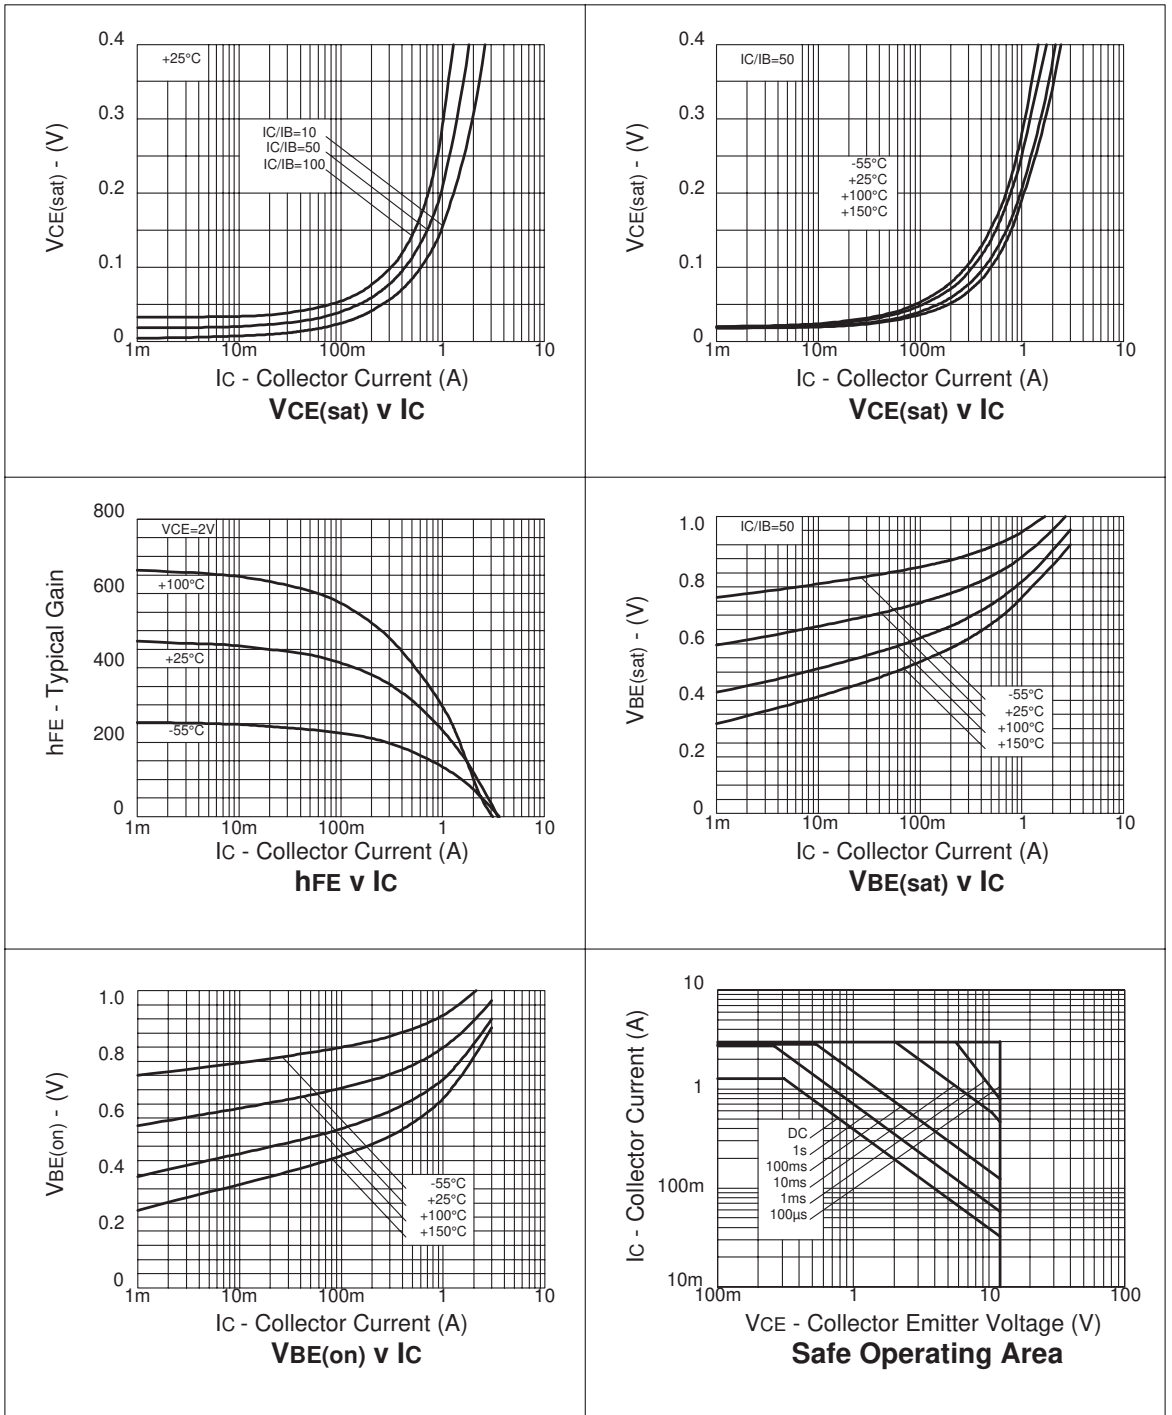 0.4
0.3
0.2
0.1
0
+25°C
IC/IB=10
IC/IB=50
IC/IB=100
VCE(sat) - (V)
1m 10m 100m 1 10
IC - Collector Current (A)
VCE(sat) v IC
0.4
0.3
0.2
0.1
0
IC/IB=50
-55°C
+25°C
+100°C
+150°C
VCE(sat) - (V)
1m 10m 100m 1 10
IC - Collector Current (A)
VCE(sat) v IC
800
600
400
200
0
VCE=2V
+100°C
+25°C
-55°C
hFE - Typical Gain
1m 10m 100m 1 10
IC - Collector Current (A)
hFE v IC
1.0
0.8
0.6
0.4
0.2
0
IC/IB=50
-55°C
+25°C
+100°C
+150°C
VBE(sat) - (V)
1m 10m 100m 1 10
IC - Collector Current (A)
VBE(sat) v IC
1.0
0.8
0.6
0.4
0.2
0
-55°C
+25°C
+100°C
+150°C
VBE(on) - (V)
1m 10m 100m 1 10
IC - Collector Current (A)
VBE(on) v IC
10
1
100m
10m
DC
1s
100ms
10ms
1ms
100µs
IC - Collector Current (A)
100m 1 10 100
VCE - Collector Emitter Voltage (V)
Safe Operating Area